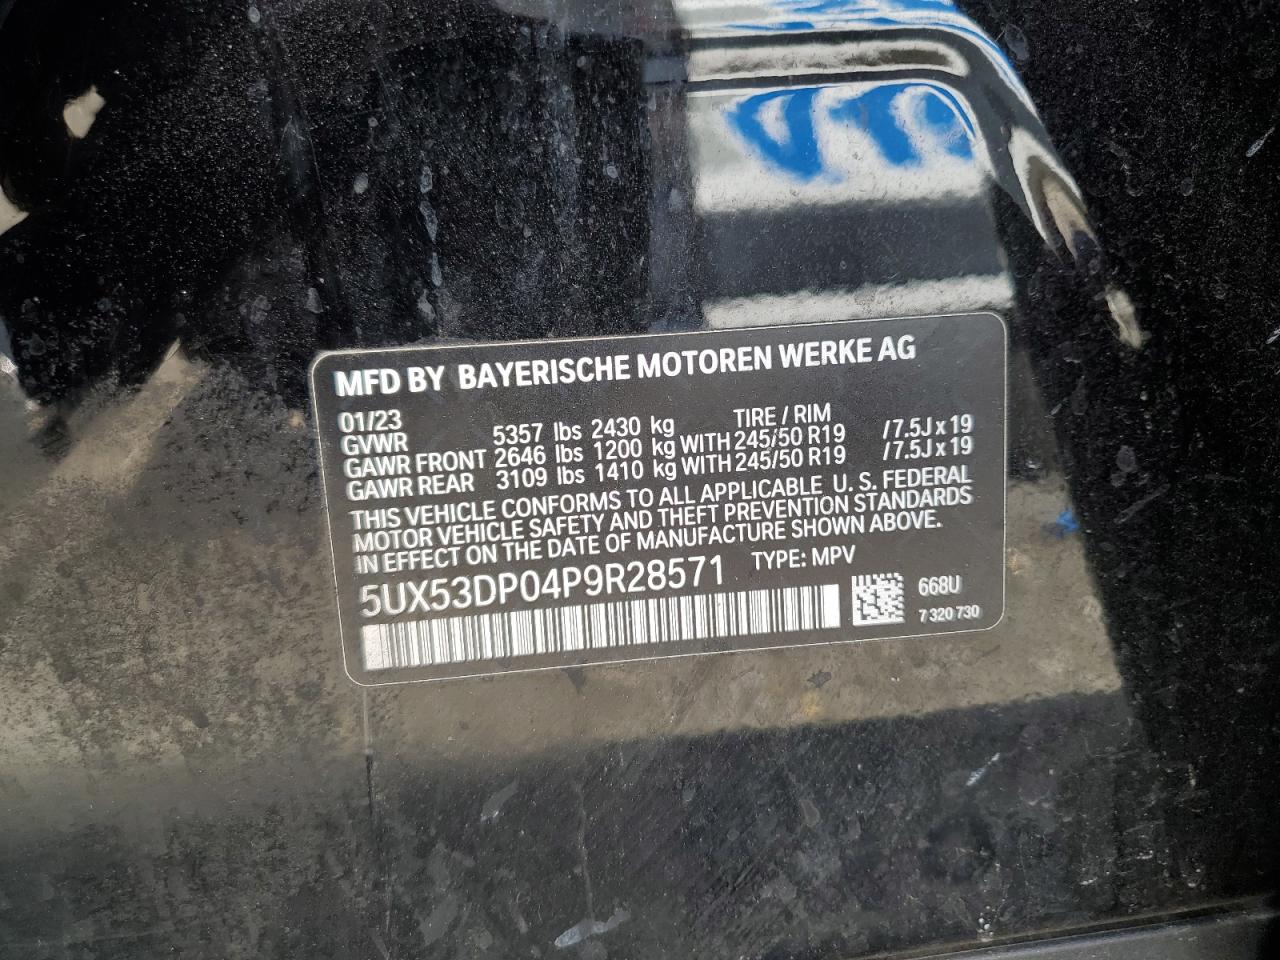 MFD BY BAYERISCHE MOTOREN WERKE AG
01/23 TIRE / RIM
GVWR 5357 lbs 2430 kg
GAWR FRONT 2646 lbs 1200 kg WITH 245/50 R19 /7.5J x 19
GAWR REAR 3109 lbs 1410 kg WITH 245/50 R19 /7.5J x 19
THIS VEHICLE CONFORMS TO ALL APPLICABLE U. S. FEDERAL
MOTOR VEHICLE SAFETY AND THEFT PREVENTION STANDARDS
IN EFFECT ON THE DATE OF MANUFACTURE SHOWN ABOVE.
5UX53DP04P9R28571 TYPE: MPV
668U
7 320 730